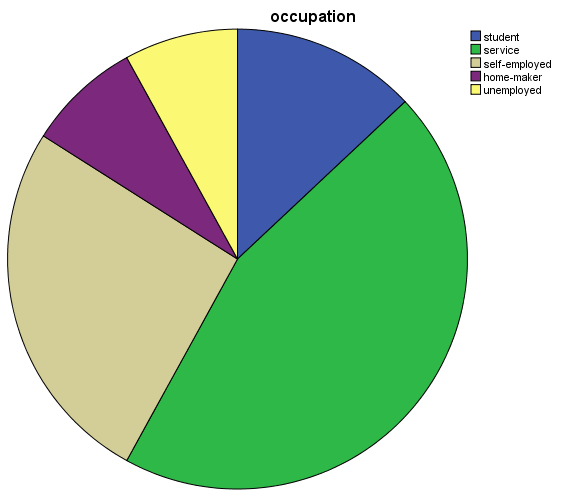 occupation
student
service
self-employed
home-maker
unemployed